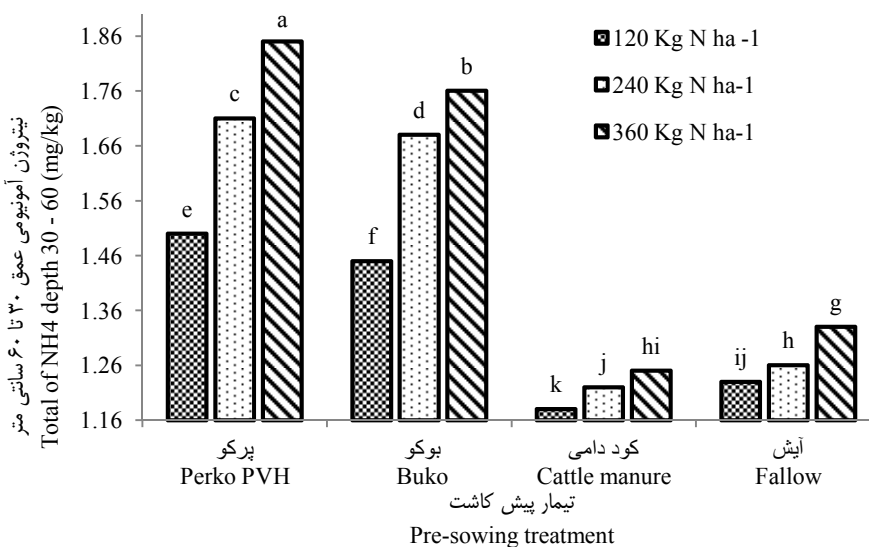 نیتروژن آمونیومی عمق ۳۰ تا ۶۰ سانتی متر
Total of NH4 depth 30 - 60 (mg/kg)
1.86
1.76
1.66
1.56
1.46
1.36
1.26
1.16
e
c
a
f
d
b
k
j
hi
ij
h
g
120 Kg N ha -1
240 Kg N ha-1
360 Kg N ha-1
پرکو
Perko PVH
بوکو
Buko
کود دامی
Cattle manure
آیش
Fallow
تیمار پیش کاشت
Pre-sowing treatment